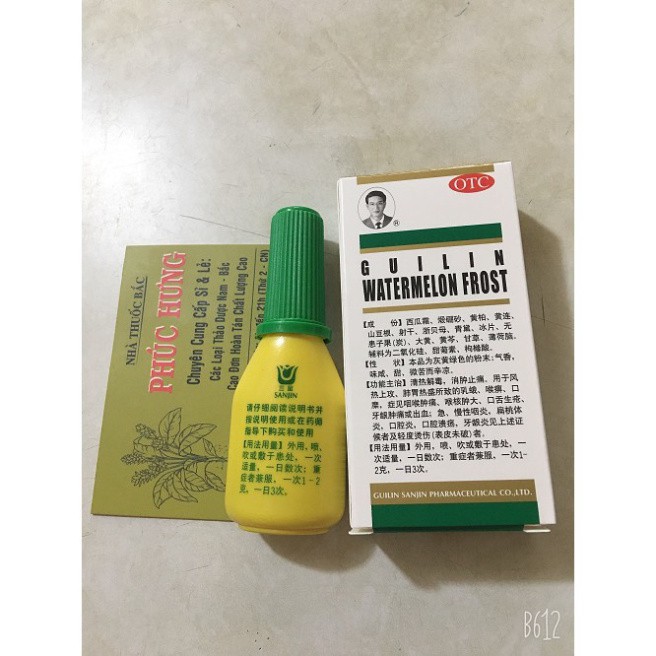 NHÀ THUỐC BẮC
PHÚC HƯNG
Chuyên Cung Cấp Sỉ & Lẻ:
Các Loại Thảo Dược Nam - Bắc
Cao Đơn Hoàn Tán Chất Lượng Cao
21h (Thứ 2 - CN)
三金
SANJIN
请仔细阅读说明书并
按说明使用或在药师
指导下购买和使用
【用法用量】外用,喷、
吹或敷于患处,一次
适量,一日数次;重
症者兼服,一次1-2
克,一日3次。
OTC
®
GUILIN
WATERMELON FROST
【成 份】西瓜霜、煅硼砂、黄柏、黄连、
山豆根、射干、浙贝母、青黛、冰片、无
患子果(炭)、大黄、黄芩、甘草、薄荷脑。
辅料为二氧化硅、甜菊素、枸橼酸。
【性 状】本品为灰黄绿色的粉末;气香,
味咸、甜、微苦而辛凉。
【功能主治】清热解毒,消肿止痛。用于风
热上攻、肺胃热盛所致的乳蛾、喉痹、口
糜,症见咽喉肿痛、喉核肿大、口舌生疮、
牙龈肿痛或出血;急、慢性咽炎,扁桃体
炎、口腔炎、口腔溃疡、牙龈炎见上述证
候者及轻度烫伤(表皮未破)者。
【用法用量】外用,喷、吹或敷于患处,一
次适量,一日数次;重症者兼服,一次1-
2克,一日3次。
GUILIN SANJIN PHARMACEUTICAL CO.,LTD.
B612